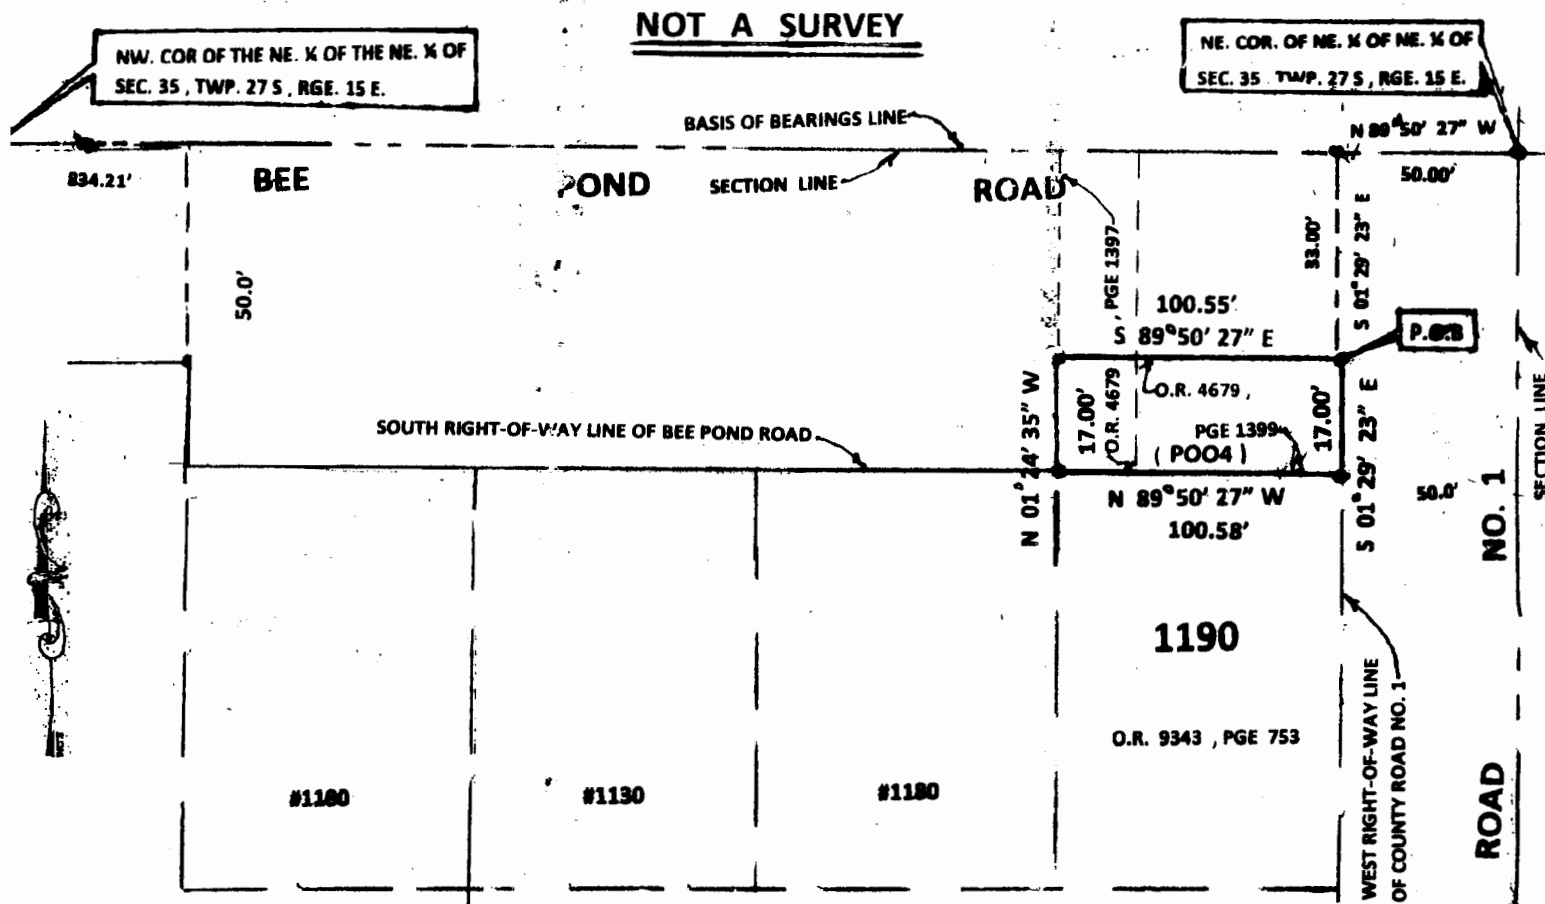 NOT A SURVEY
NW. COR OF THE NE. ¼ OF THE NE. ¼ OF
SEC. 35 , TWP. 27 S , RGE. 15 E.
NE. COR. OF NE. ¼ OF NE. ¼ OF
SEC. 35 TWP. 27 S , RGE. 15 E.
BASIS OF BEARINGS LINE
N 89°50' 27" W
834.21'
BEE POND ROAD
SECTION LINE
50.00'
50.0'
, PGE 1397
33.00'
S 01°29' 23" E
100.55'
S 89°50' 27" E
P.O.B
SOUTH RIGHT-OF-WAY LINE OF BEE POND ROAD
N 01°24' 35" W
17.00'
O.R. 4679
O.R. 4679 ,
PGE 1399
( POO4 )
17.00'
S 01°29' 23" E
50.0'
SECTION LINE
N 89°50' 27" W
100.58'
1190
O.R. 9343 , PGE 753
#1130
#1180
WEST RIGHT-OF-WAY LINE
OF COUNTY ROAD NO. 1
ROAD NO. 1